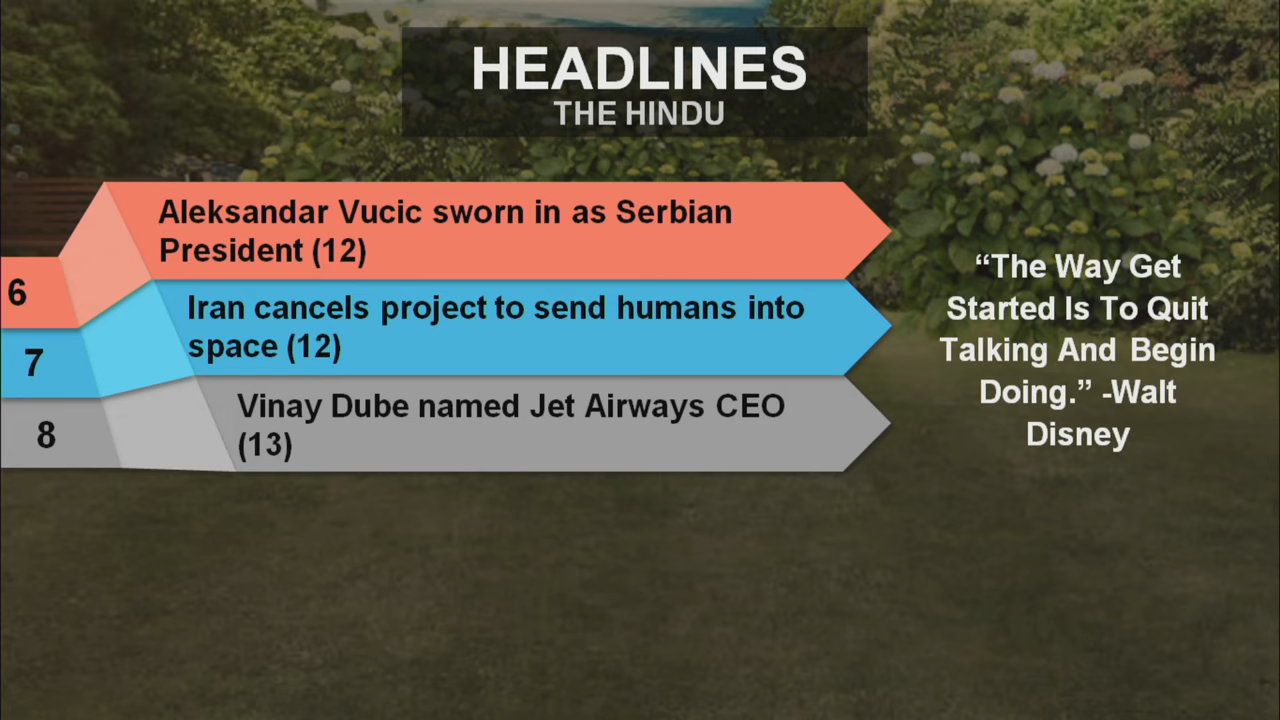 HEADLINES
THE HINDU
6
Aleksandar Vucic sworn in as Serbian
President (12)
7
Iran cancels project to send humans into
space (12)
8
Vinay Dube named Jet Airways CEO
(13)
“The Way Get
Started Is To Quit
Talking And Begin
Doing.” -Walt
Disney